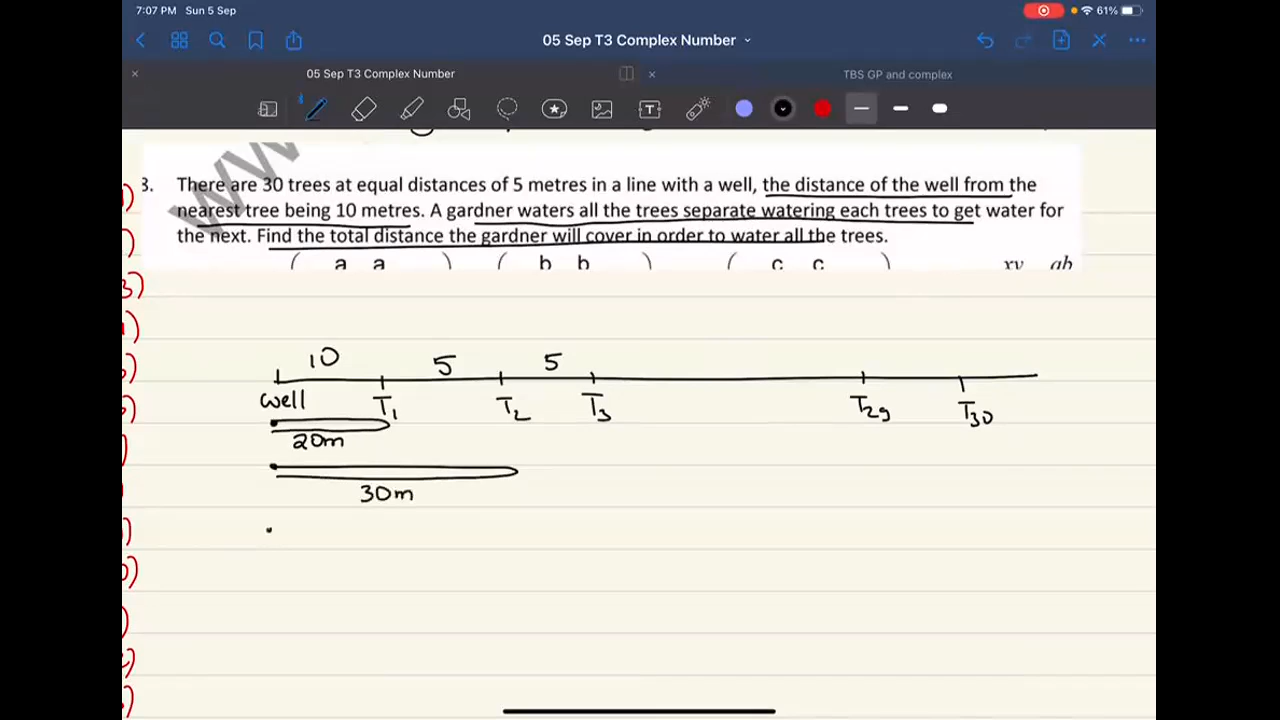 7:07 PM Sun 5 Sep
61%
05 Sep T3 Complex Number
05 Sep T3 Complex Number
TBS GP and complex
3. There are 30 trees at equal distances of 5 metres in a line with a well, the distance of the well from the
nearest tree being 10 metres. A gardner waters all the trees separate watering each trees to get water for
the next. Find the total distance the gardner will cover in order to water all the trees.
( a a ) ( b b ) ( c c ) xy ab
10 5 5
well T1 T2 T3 T29 T30
20m
30m